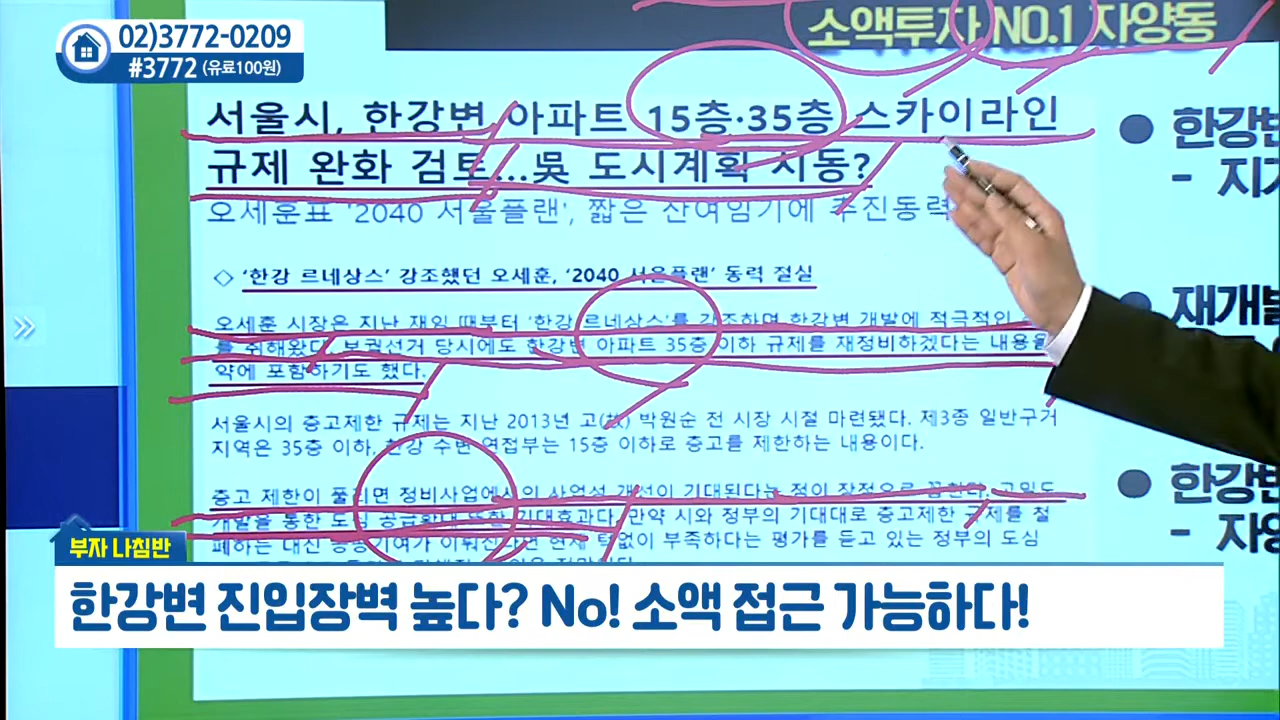 02)3772-0209
#3772 (유료100원)
소액투자 NO.1 자양동
서울시, 한강변 아파트 15층·35층 스카이라인
규제 완화 검토...吳 도시계획 시동?
오세훈표 '2040 서울플랜', 짧은 잔여임기에 추진동력
◇ '한강 르네상스' 강조했던 오세훈, '2040 서울플랜' 동력 절실
오세훈 시장은 지난 재임 때부터 '한강 르네상스'를 강조하며 한강변 개발에 적극적인
를 취해왔다. 보궐선거 당시에도 한강변 아파트 35층 이하 규제를 재정비하겠다는 내용을
약에 포함하기도 했다.
서울시의 층고제한 규제는 지난 2013년 고(故) 박원순 전 시장 시절 마련됐다. 제3종 일반주거
지역은 35층 이하, 한강 수변 연접부는 15층 이하로 층고를 제한하는 내용이다.
층고 제한이 풀리면 정비사업에서의 사업성 개선이 기대된다는 점이 장점으로 꼽힌다. 고밀도
개발을 통한 도심 공급확대 또한 기대효과다. 만약 시와 정부의 기대대로 층고제한 규제를 철
폐하는 대신 공공기여가 이뤄진다면 현재 턱없이 부족하다는 평가를 듣고 있는 정부의 도심
● 한강변
- 지
● 재개발
● 한강변
- 자양
부자 나침반
한강변 진입장벽 높다? No! 소액 접근 가능하다!